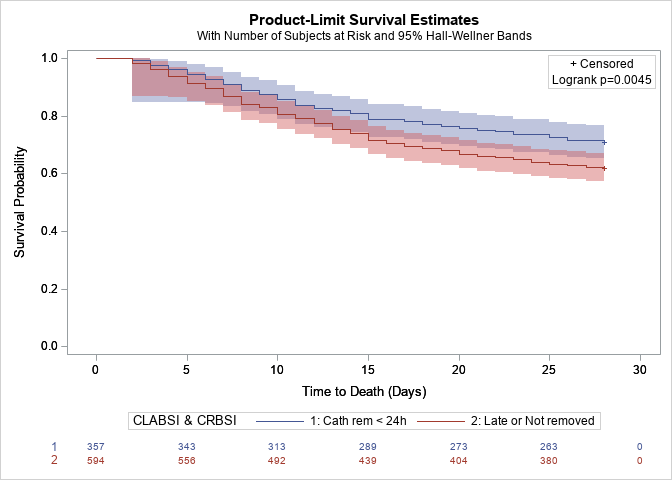 Product-Limit Survival Estimates
With Number of Subjects at Risk and 95% Hall-Wellner Bands
+ Censored
Logrank p=0.0045
Survival Probability
1.0
0.8
0.6
0.4
0.2
0.0
0 5 10 15 20 25 30
Time to Death (Days)
CLABSI & CRBSI 1: Cath rem < 24h 2: Late or Not removed
1 357 343 313 289 273 263 0
2 594 556 492 439 404 380 0